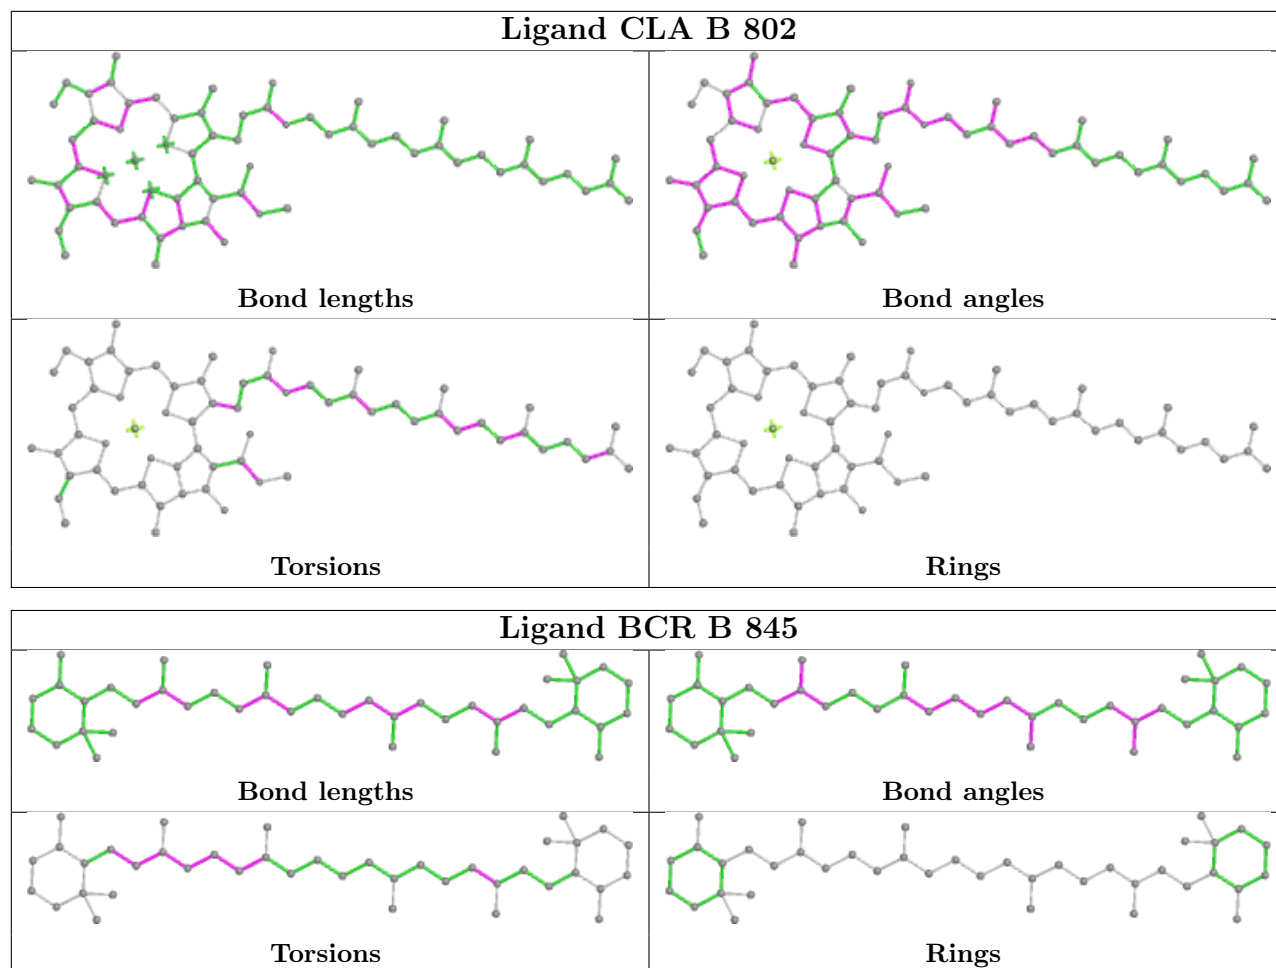 Ligand CLA B 802
Bond lengths
Bond angles
Torsions
Rings
Ligand BCR B 845
Bond lengths
Bond angles
Torsions
Rings